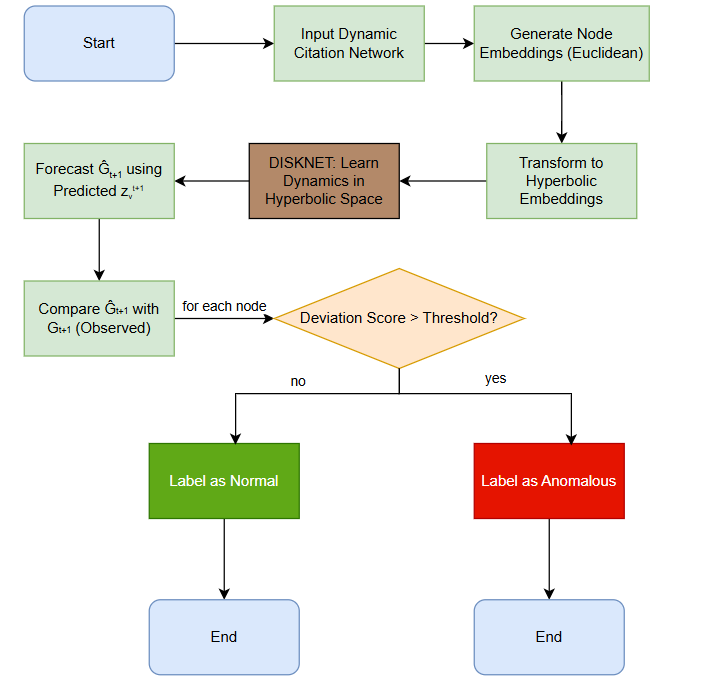 Start
Input Dynamic
Citation Network
Generate Node
Embeddings (Euclidean)
Forecast Ĝₜ₊₁ using
Predicted zᵥᵗ⁺¹
DISKNET: Learn
Dynamics in
Hyperbolic Space
Transform to
Hyperbolic
Embeddings
Compare Ĝₜ₊₁ with
Gₜ₊₁ (Observed)
for each node
Deviation Score > Threshold?
no
yes
Label as Normal
Label as Anomalous
End
End